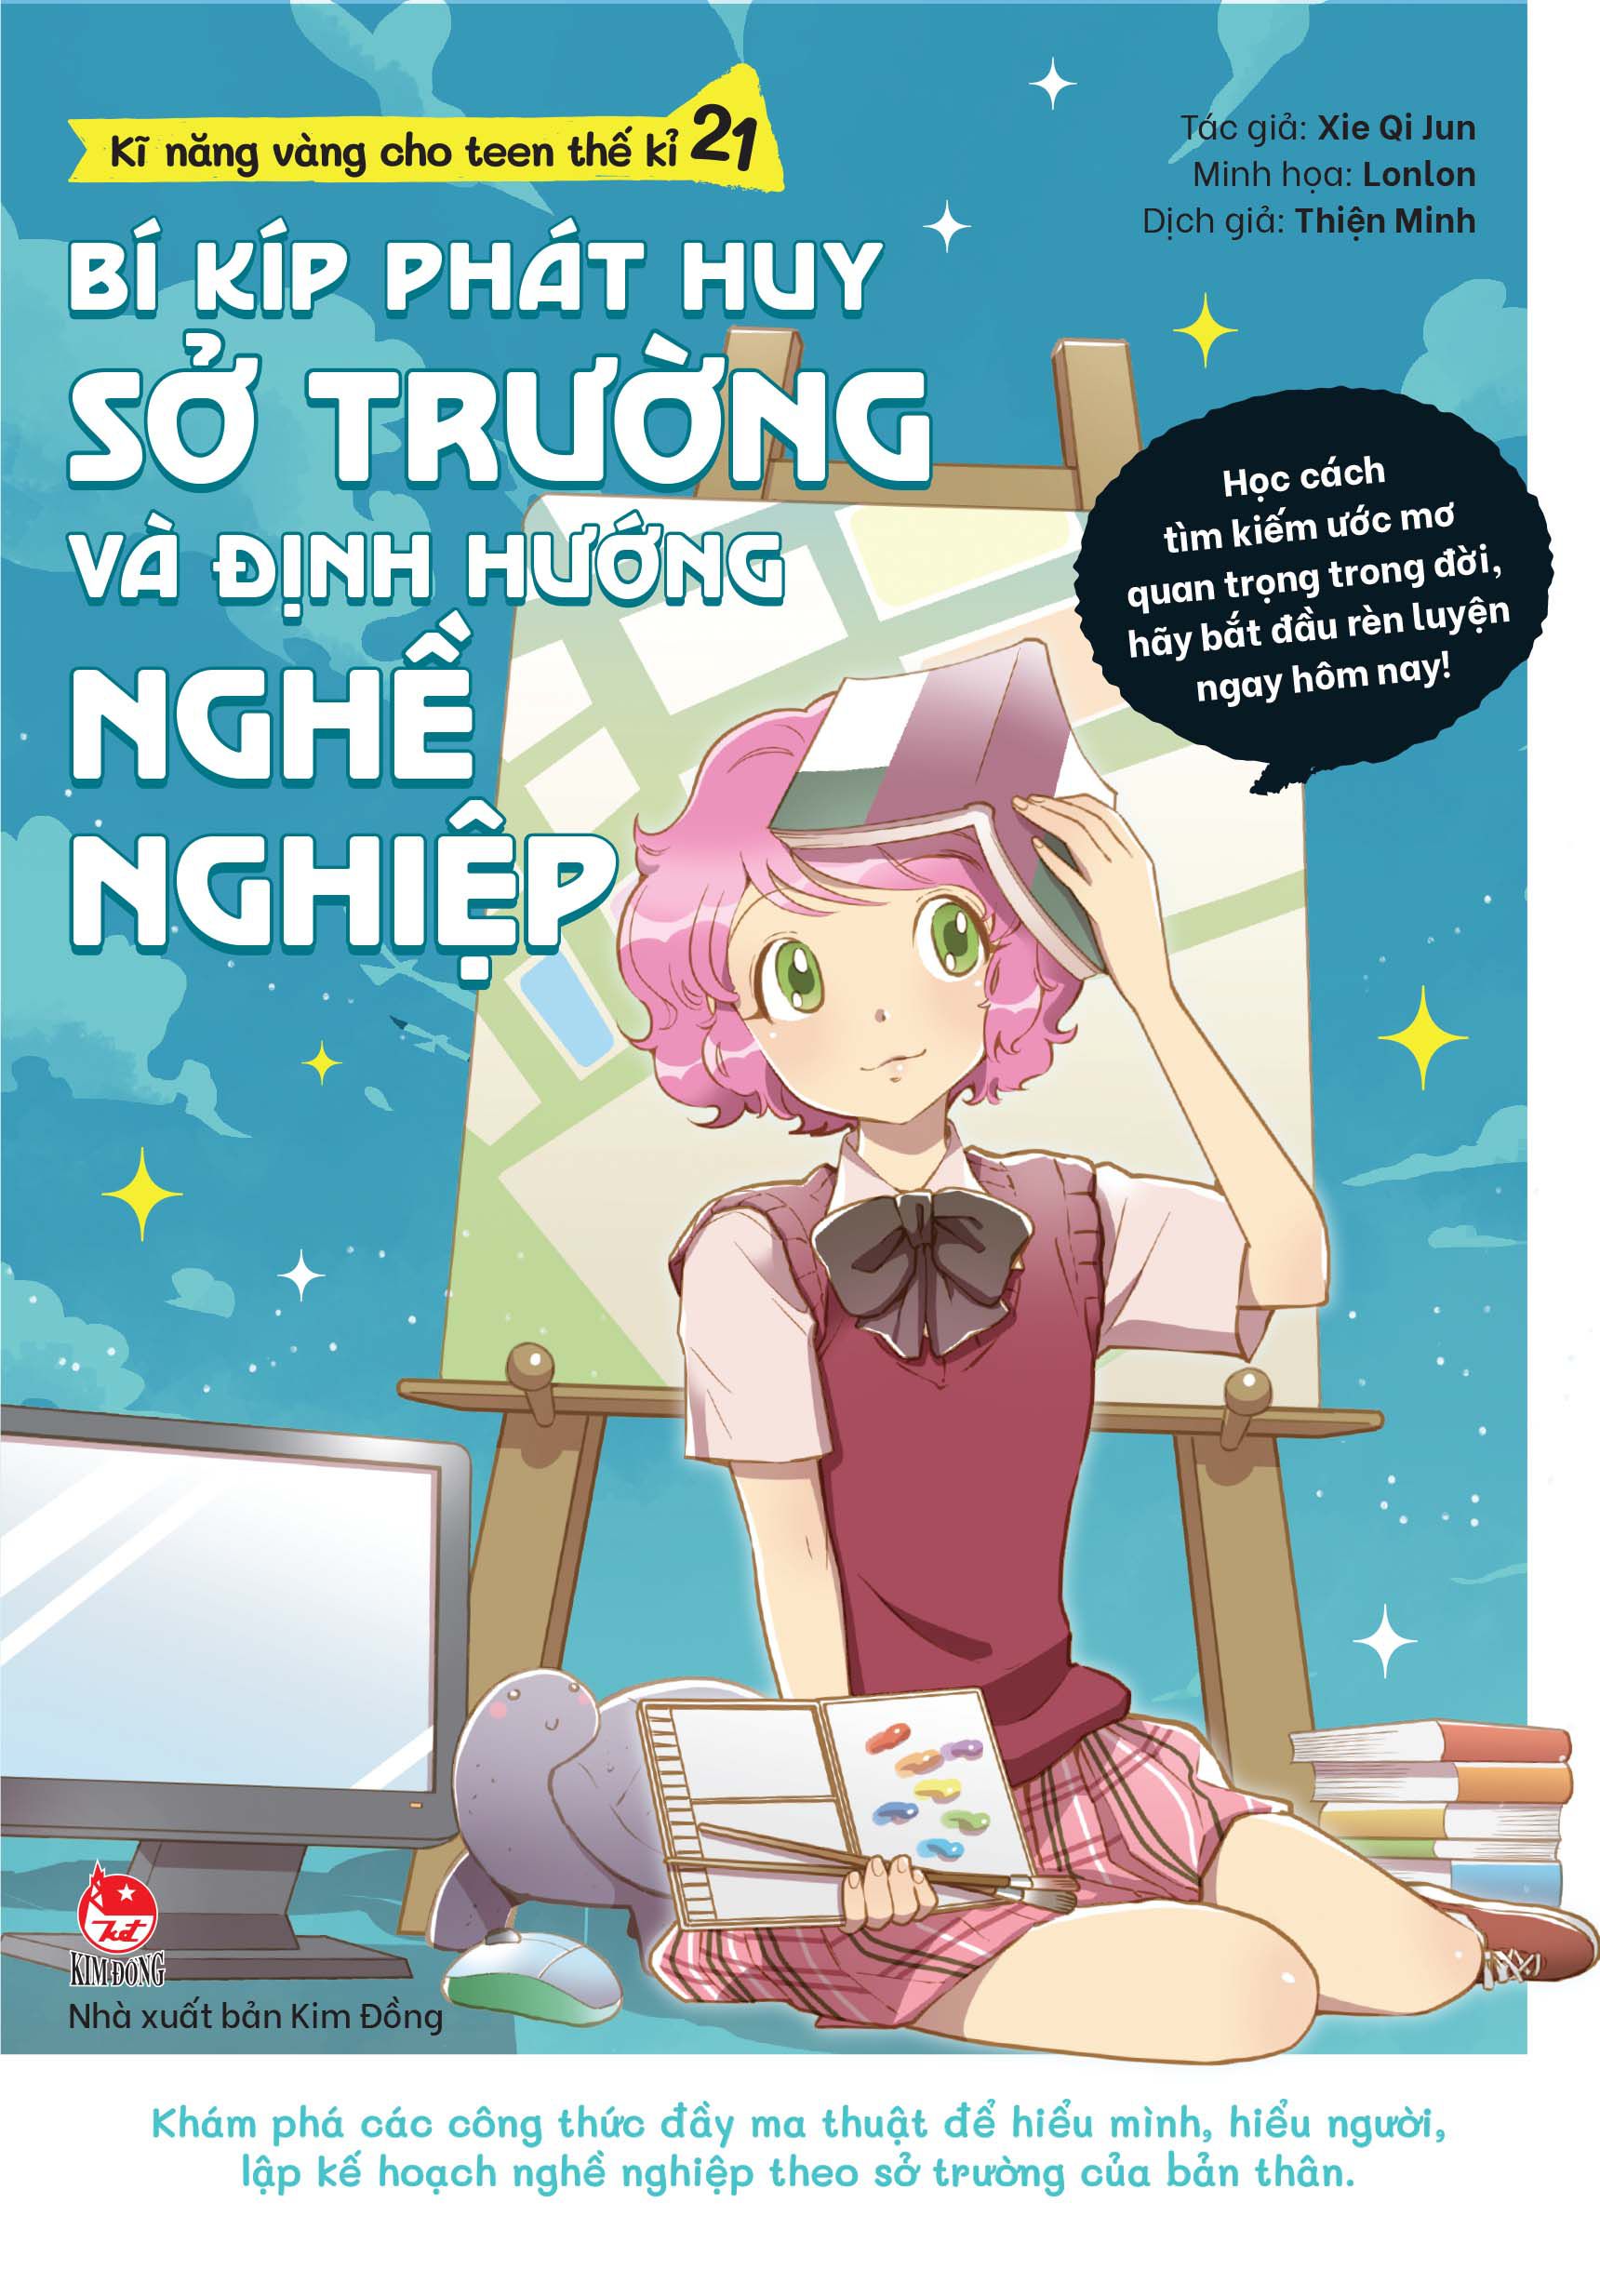 Kĩ năng vàng cho teen thế kỉ 21
Tác giả: Xie Qi Jun
Minh họa: Lonlon
Dịch giả: Thiện Minh
BÍ KÍP PHÁT HUY
SỞ TRƯỜNG
VÀ ĐỊNH HƯỚNG
NGHỀ
NGHIỆP
Học cách
tìm kiếm ước mơ
quan trọng trong đời,
hãy bắt đầu rèn luyện
ngay hôm nay!
kđ
KIM ĐỒNG
Nhà xuất bản Kim Đồng
Khám phá các công thức đầy ma thuật để hiểu mình, hiểu người,
lập kế hoạch nghề nghiệp theo sở trường của bản thân.